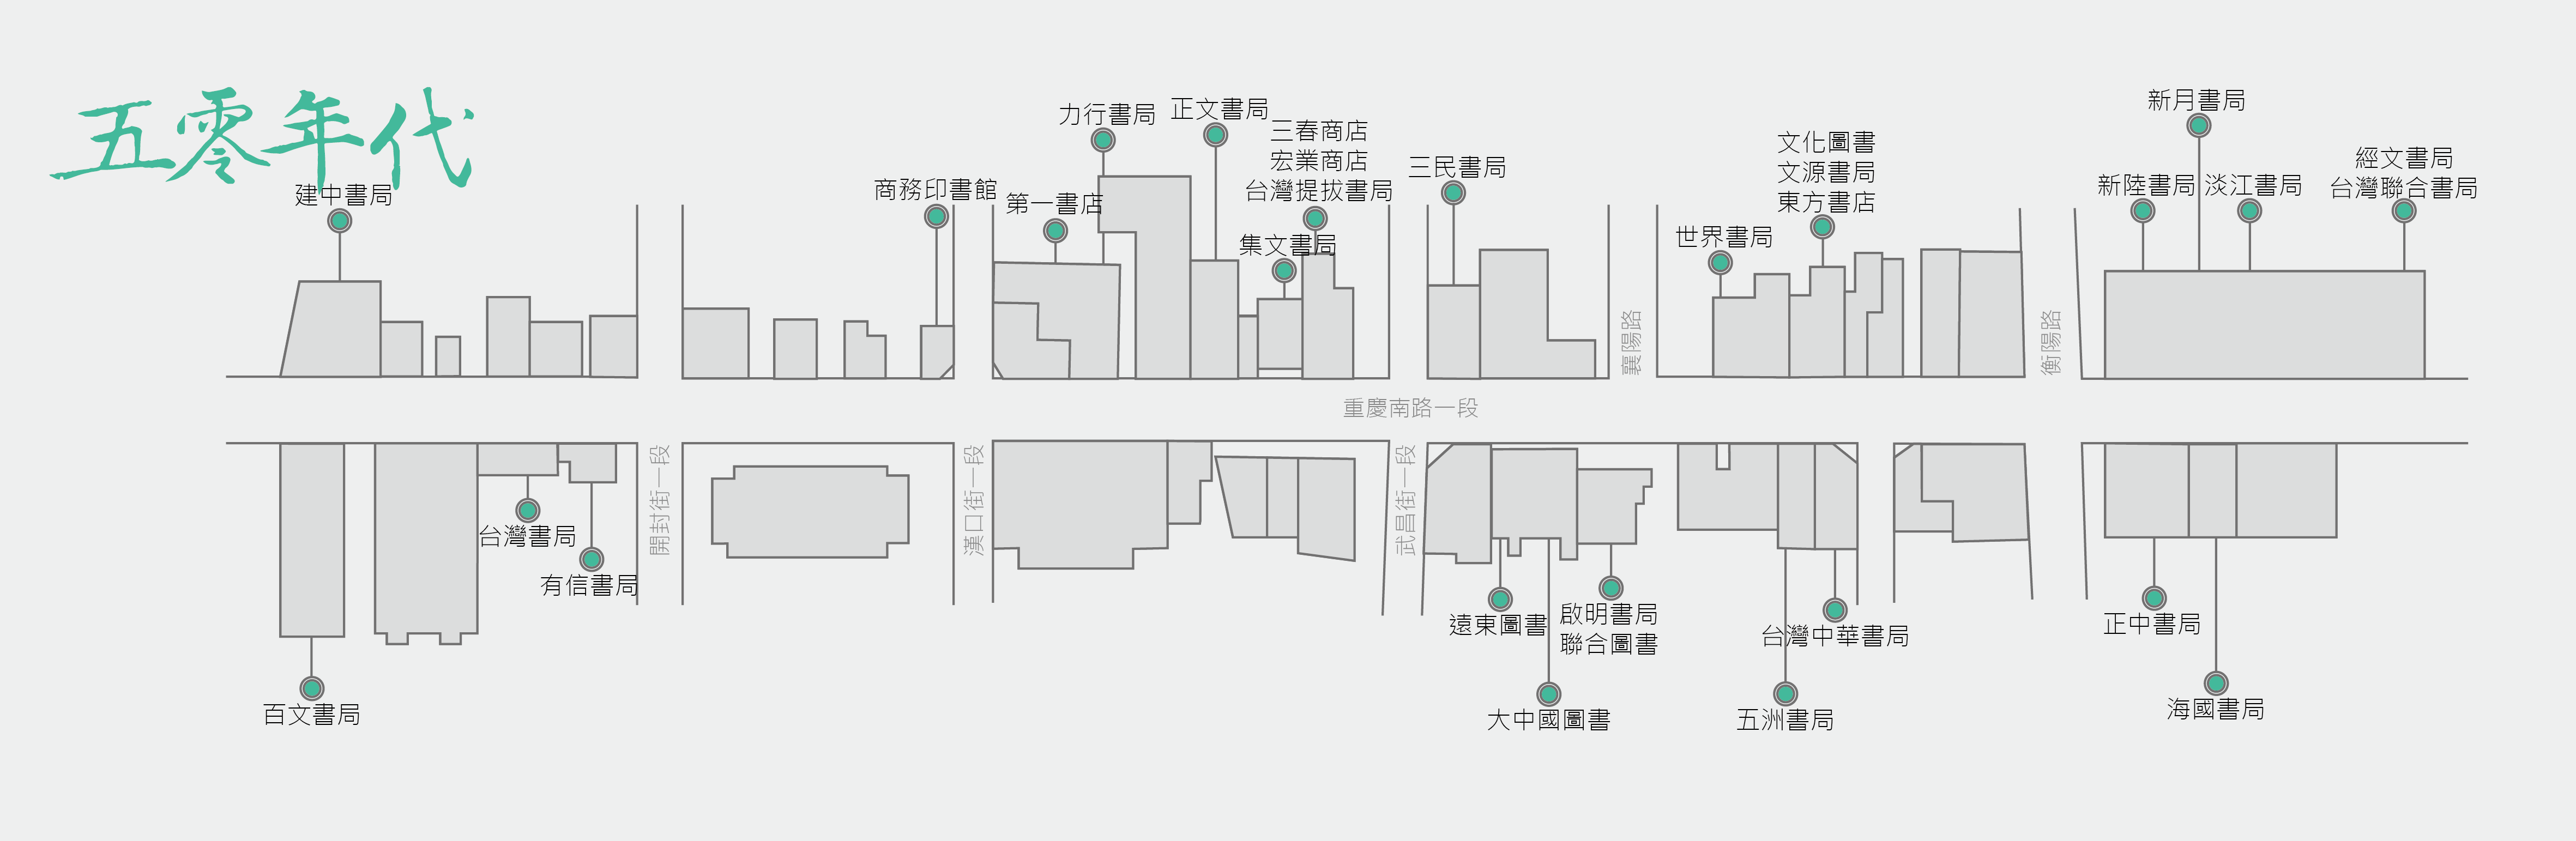 五零年代
建中書局
商務印書館
第一書店
力行書局
正文書局
三春商店
宏業商店
台灣提拔書局
集文書局
三民書局
世界書局
文化圖書
文源書局
東方書店
新月書局
新陸書局
淡江書局
經文書局
台灣聯合書局
襄陽路
衡陽路
重慶南路一段
開封街一段
漢口街一段
武昌街一段
百文書局
台灣書局
有信書局
遠東圖書
大中國圖書
啟明書局
聯合圖書
五洲書局
台灣中華書局
正中書局
海國書局